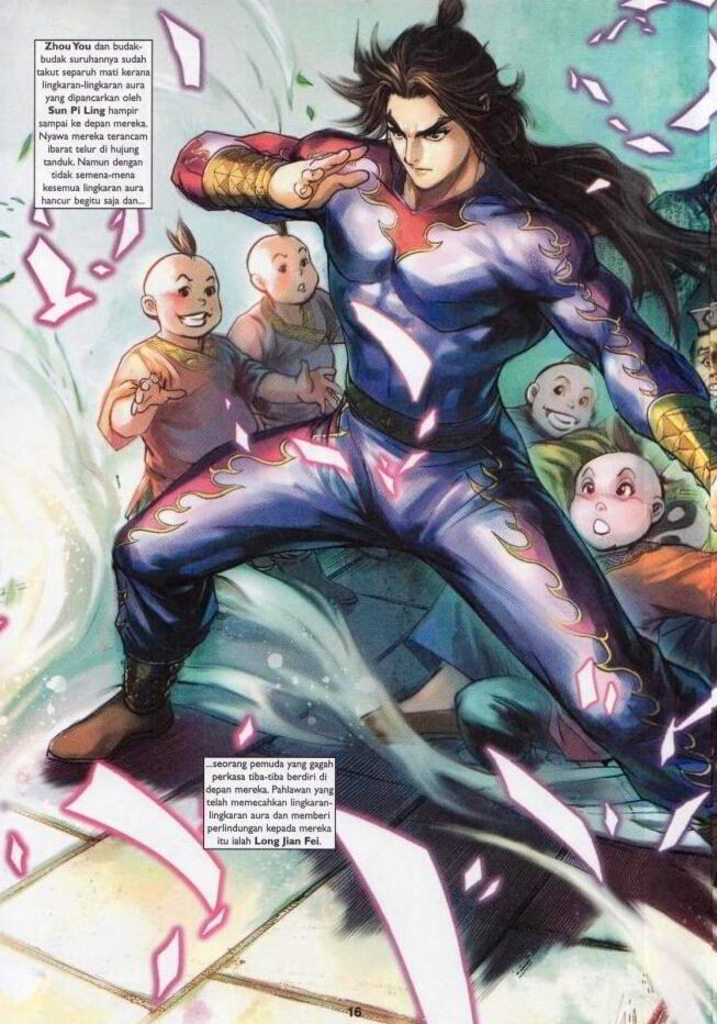 Zhou You dan budak-
budak suruhannya sudah
takut separuh mati kerana
lingkaran-lingkaran aura
yang dipancarkan oleh
Sun Pi Ling hampir
sampai ke depan mereka.
Nyawa mereka terancam
ibarat telur di hujung
tanduk. Namun dengan
tidak semena-mena
kesemua lingkaran aura
hancur begitu saja dan...
...seorang pemuda yang gagah
perkasa tiba-tiba berdiri di
depan mereka. Pahlawan yang
telah memecahkan lingkaran-
lingkaran aura dan memberi
perlindungan kepada mereka
itu ialah Long Jian Fei.
16